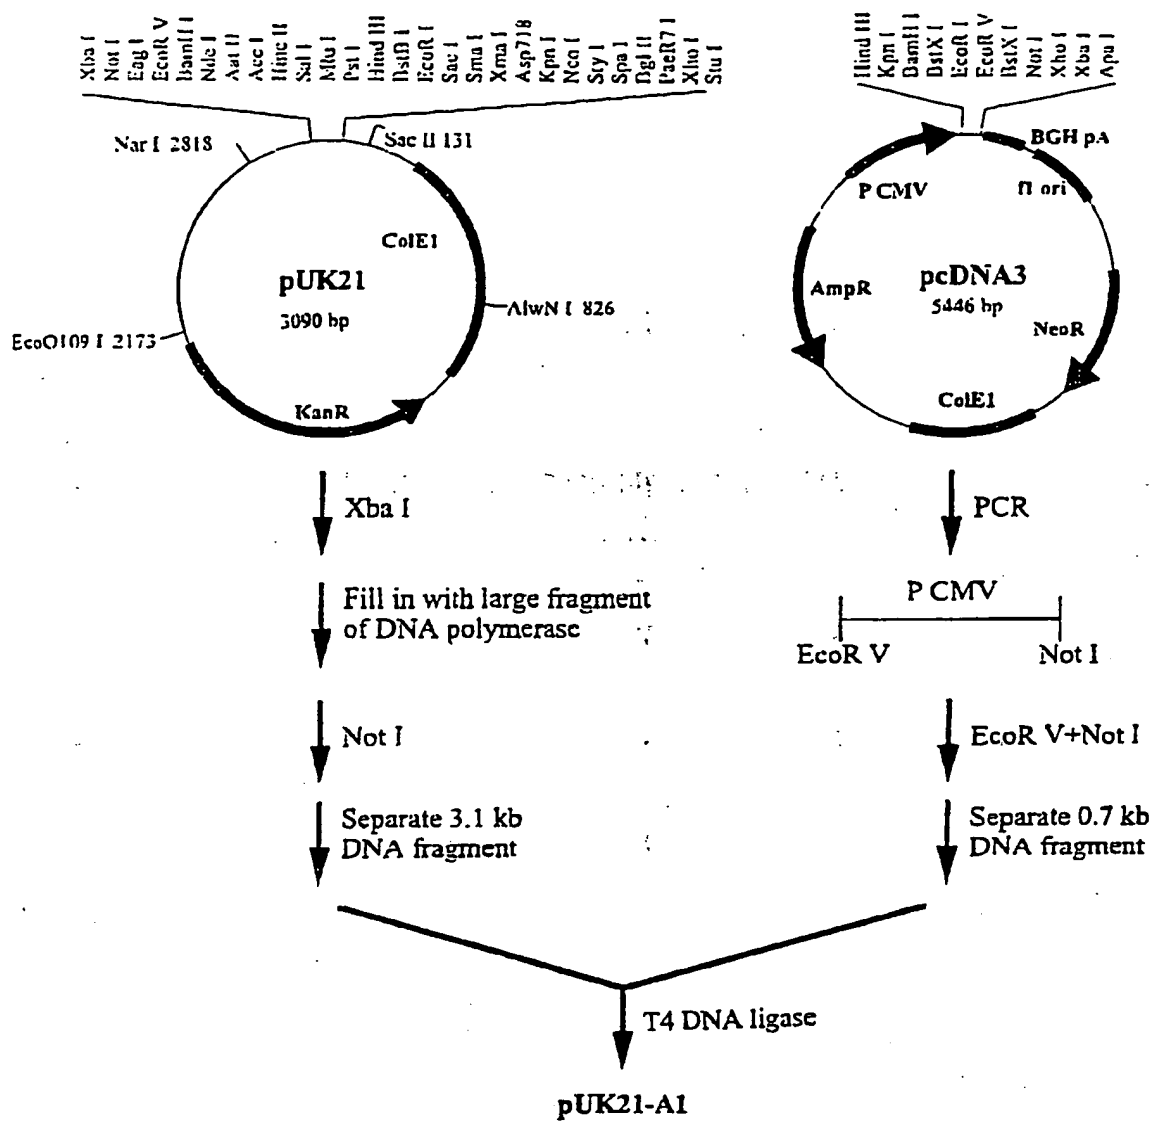 Xba I
Not I
Eag I
EcoR V
BamH I
Nde I
Aat II
Acc I
Hinc II
Sal I
Mlu I
Pst I
Hind III
BstB I
EcoR I
Sac I
Sma I
Xma I
Asp718
Kpn I
Nco I
Sty I
Spa I
Bgl II
PaeR7 I
Xho I
Stu I
Hind III
Kpn I
BamH I
BstX I
EcoR I
EcoR V
BstX I
Not I
Xho I
Xba I
Apa I
Nar I 2818
Sac II 131
ColE1
pUK21
3090 bp
AlwN I 826
EcoO109 I 2173
KanR
BGH pA
P CMV
f1 ori
AmpR
pcDNA3
5446 bp
NeoR
ColE1
Xba I
PCR
Fill in with large fragment
of DNA polymerase
P CMV
EcoR V
Not I
Not I
EcoR V+Not I
Separate 3.1 kb
DNA fragment
Separate 0.7 kb
DNA fragment
T4 DNA ligase
pUK21-A1